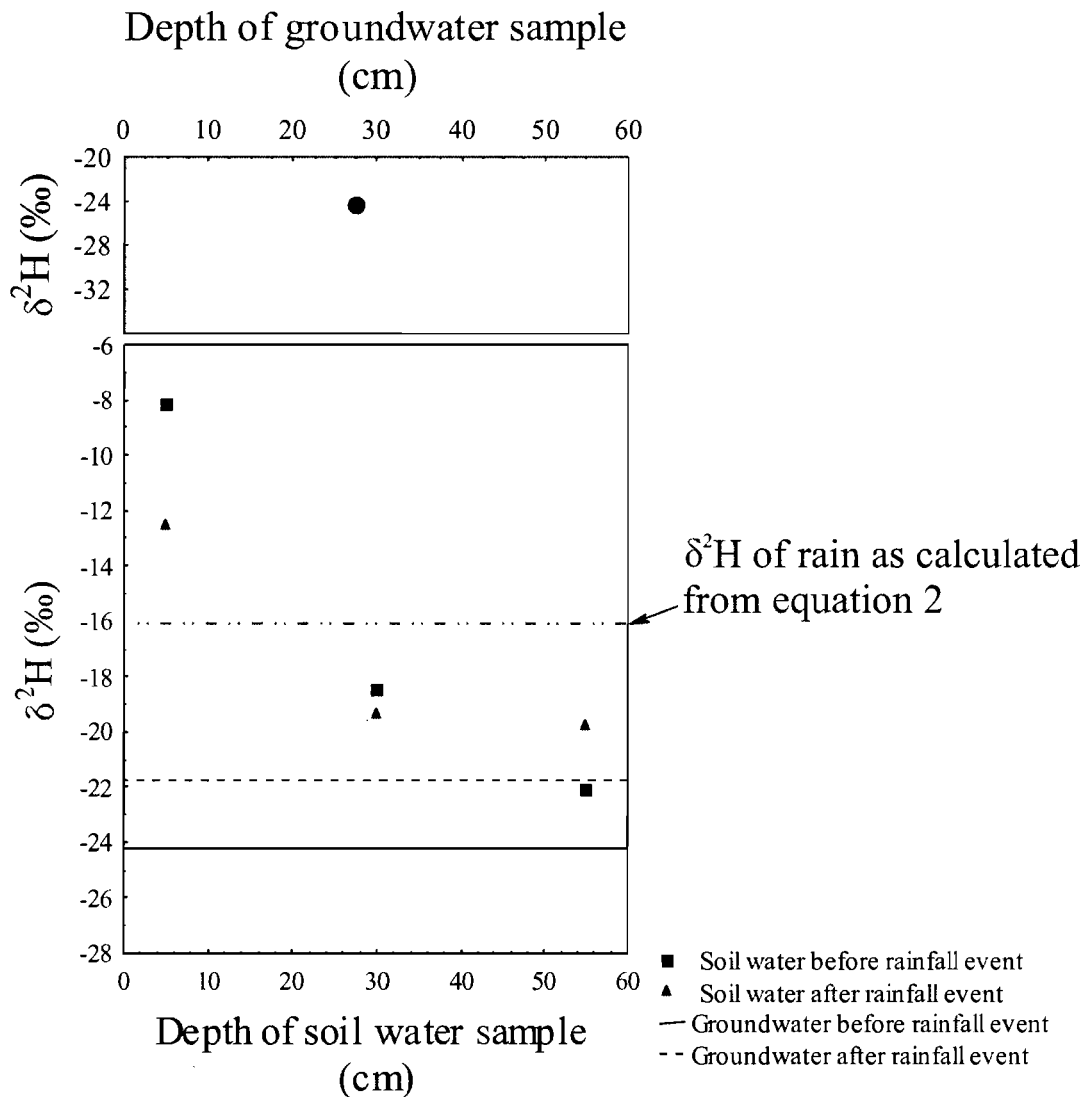 Depth of groundwater sample
(cm)
0 10 20 30 40 50 60
-20
-24
-28
-32
δ²H (‰)
-6
-8
-10
-12
-14
-16
-18
-20
-22
-24
-26
-28
δ²H (‰)
δ²H of rain as calculated
from equation 2
0 10 20 30 40 50 60
Depth of soil water sample
(cm)
Soil water before rainfall event
Soil water after rainfall event
Groundwater before rainfall event
Groundwater after rainfall event